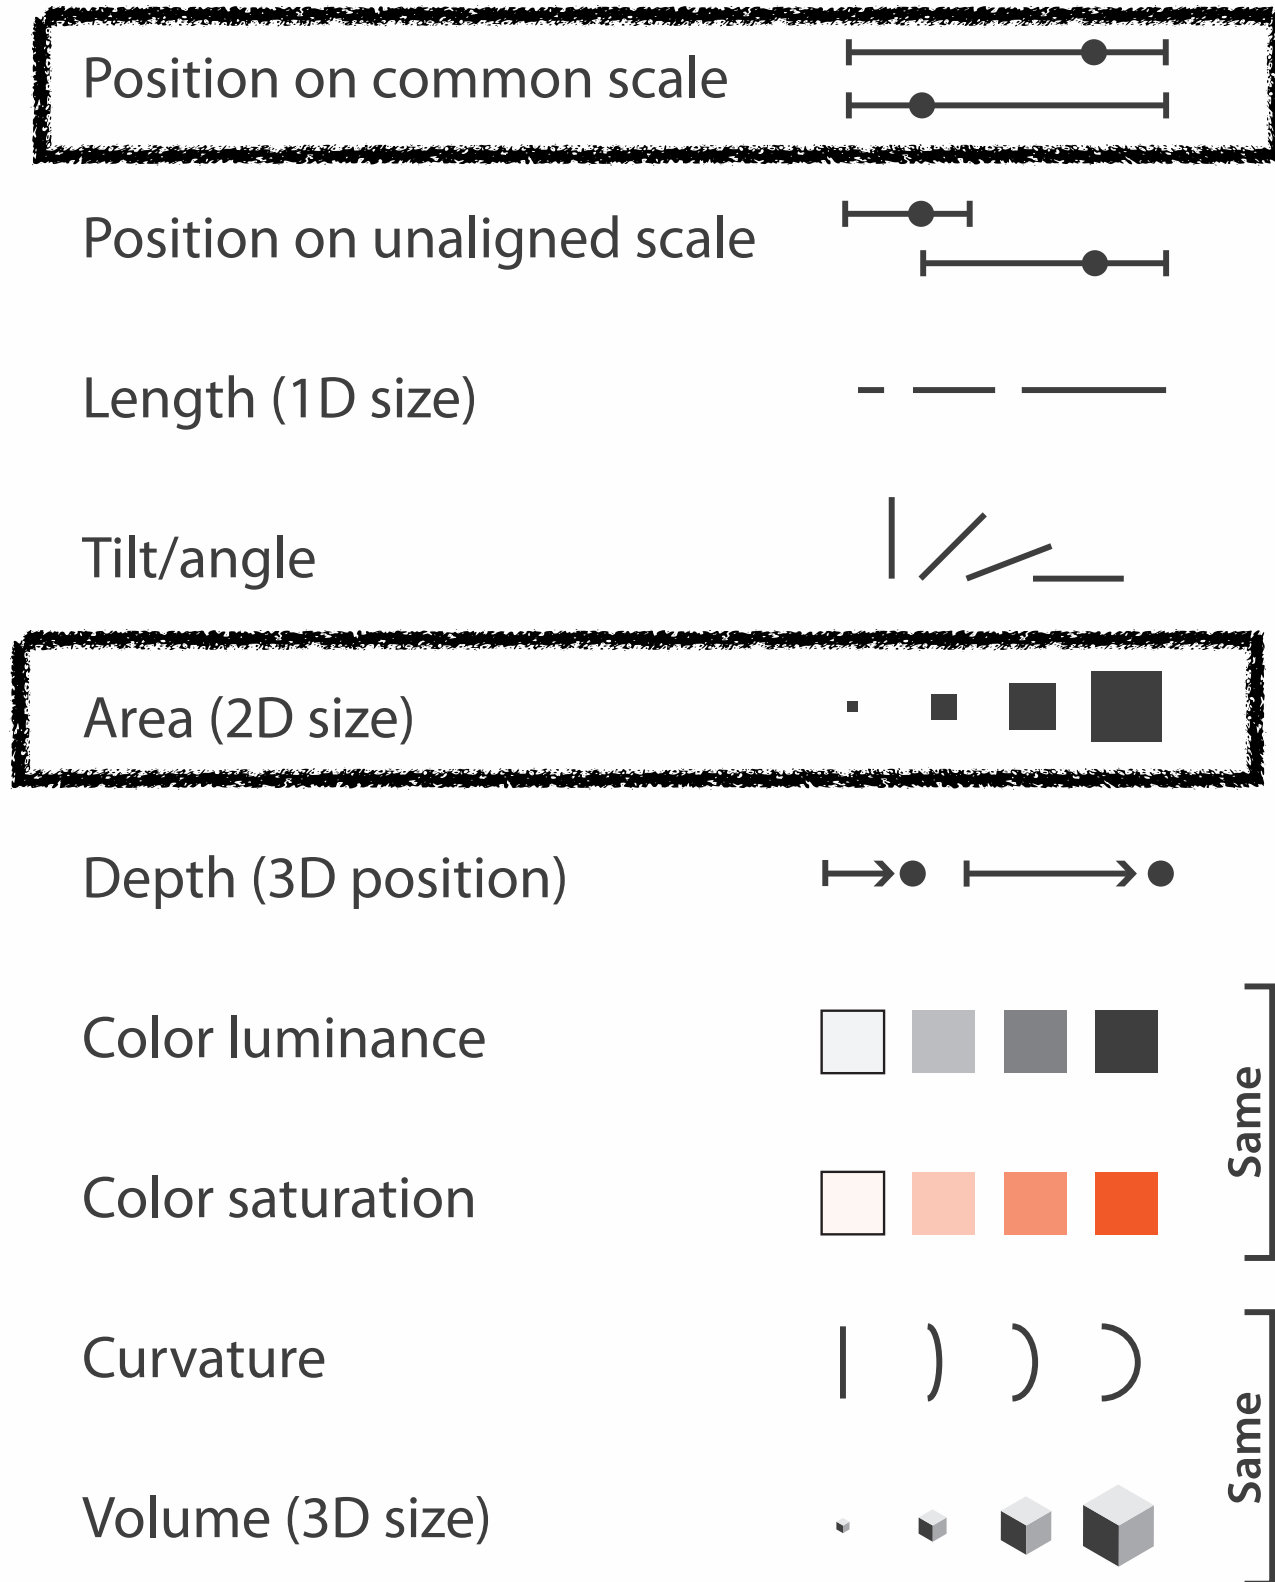 Position on common scale
Position on unaligned scale
Length (1D size)
Tilt/angle
Area (2D size)
Depth (3D position)
Color luminance
Color saturation
Same
Curvature
Volume (3D size)
Same